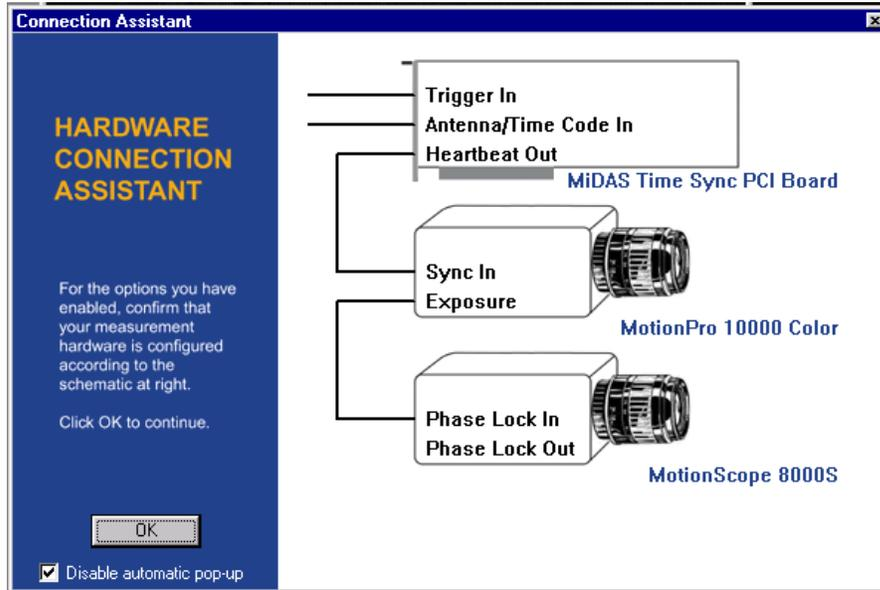 Connection Assistant
HARDWARE
CONNECTION
ASSISTANT
For the options you have
enabled, confirm that
your measurement
hardware is configured
according to the
schematic at right.
Click OK to continue.
OK
Disable automatic pop-up
Trigger In
Antenna/Time Code In
Heartbeat Out
MiDAS Time Sync PCI Board
Sync In
Exposure
MotionPro 10000 Color
Phase Lock In
Phase Lock Out
MotionScope 8000S